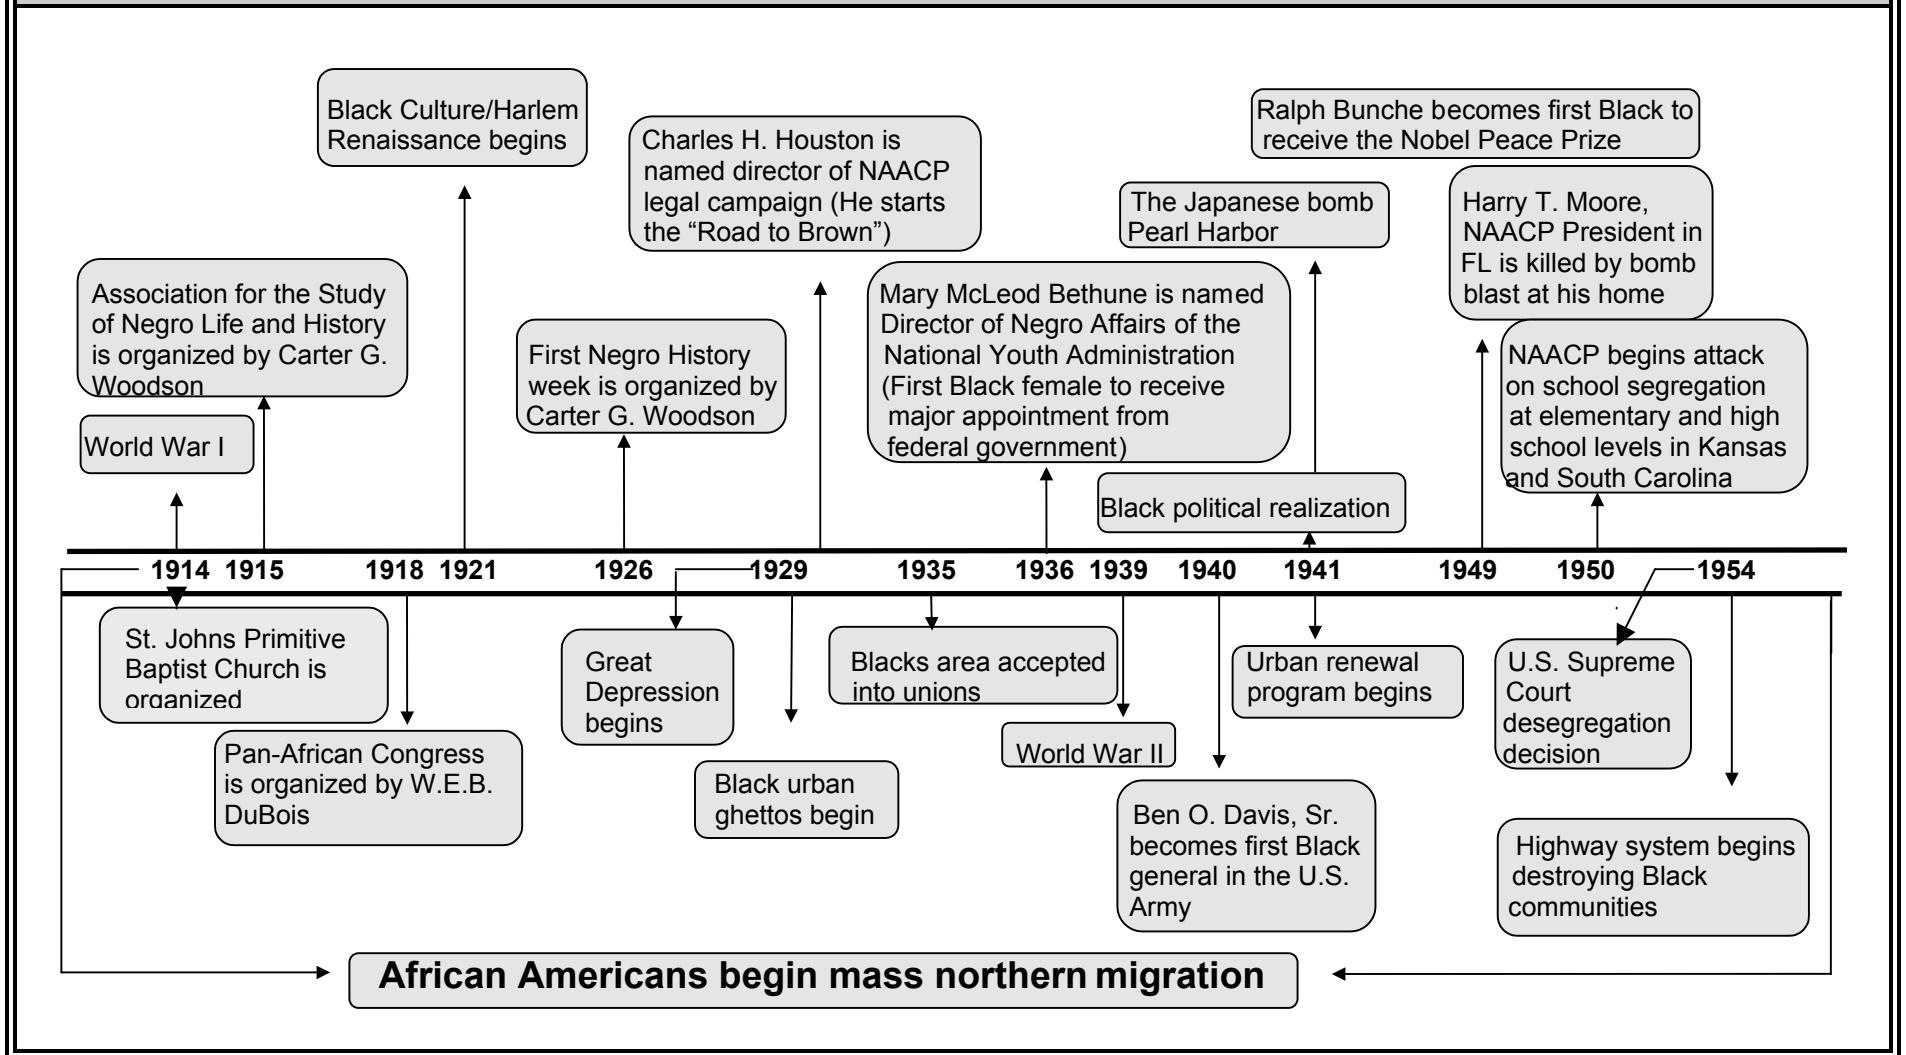 Black Culture/Harlem
Renaissance begins
Ralph Bunche becomes first Black to
receive the Nobel Peace Prize
Charles H. Houston is
named director of NAACP
legal campaign (He starts
the “Road to Brown”)
The Japanese bomb
Pearl Harbor
Harry T. Moore,
NAACP President in
FL is killed by bomb
blast at his home
Association for the Study
of Negro Life and History
is organized by Carter G.
Woodson
Mary McLeod Bethune is named
Director of Negro Affairs of the
National Youth Administration
(First Black female to receive
major appointment from
federal government)
First Negro History
week is organized by
Carter G. Woodson
NAACP begins attack
on school segregation
at elementary and high
school levels in Kansas
and South Carolina
World War I
Black political realization
1914 1915 1918 1921 1926 1929 1935 1936 1939 1940 1941 1949 1950 1954
St. Johns Primitive
Baptist Church is
organized
Great
Depression
begins
Blacks area accepted
into unions
Urban renewal
program begins
U.S. Supreme
Court
desegregation
decision
Pan-African Congress
is organized by W.E.B.
DuBois
World War II
Black urban
ghettos begin
Ben O. Davis, Sr.
becomes first Black
general in the U.S.
Army
Highway system begins
destroying Black
communities
African Americans begin mass northern migration